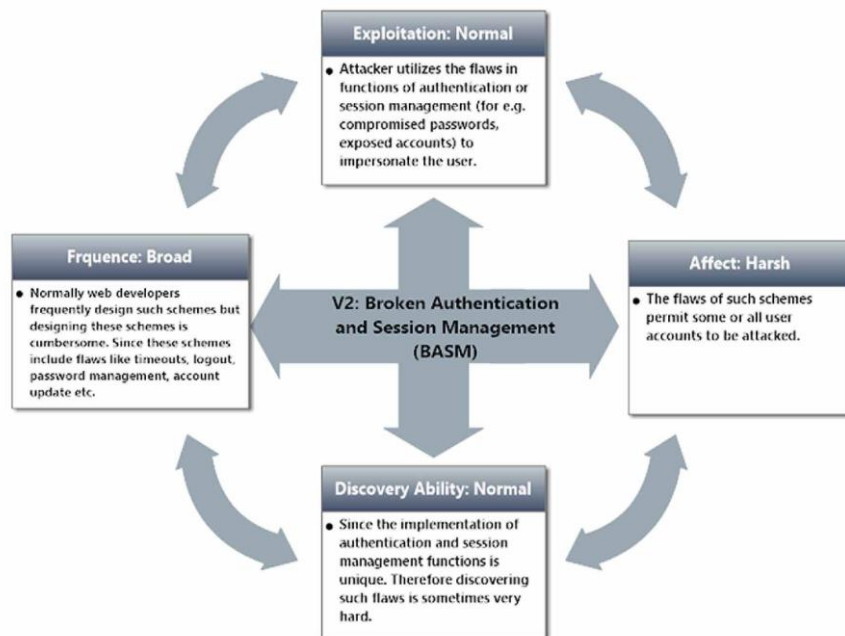 Exploitation: Normal
• Attacker utilizes the flaws in
functions of authentication or
session management (for e.g.
compromised passwords,
exposed accounts) to
impersonate the user.
Frquence: Broad
• Normally web developers
frequently design such schemes but
designing these schemes is
cumbersome. Since these schemes
include flaws like timeouts, logout,
password management, account
update etc.
V2: Broken Authentication
and Session Management
(BASM)
Affect: Harsh
• The flaws of such schemes
permit some or all user
accounts to be attacked.
Discovery Ability: Normal
• Since the implementation of
authentication and session
management functions is
unique. Therefore discovering
such flaws is sometimes very
hard.